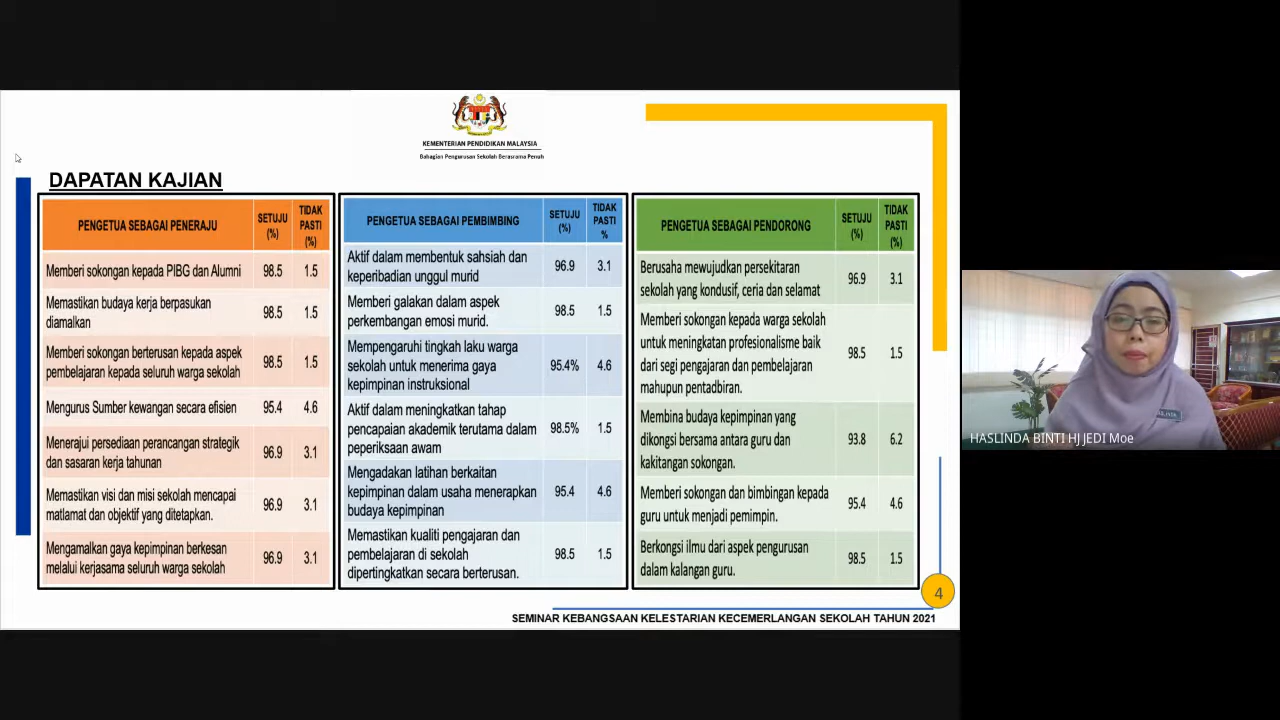 KEMENTERIAN PENDIDIKAN MALAYSIA
Bahagian Pengurusan Sekolah Berasrama Penuh
DAPATAN KAJIAN
PENGETUA SEBAGAI PENERAJU
SETUJU
(%)
TIDAK
PASTI
(%)
Memberi sokongan kepada PIBG dan Alumni 98.5 1.5
Memastikan budaya kerja berpasukan
diamalkan
98.5 1.5
Memberi sokongan berterusan kepada aspek
pembelajaran kepada seluruh warga sekolah
98.5 1.5
Mengurus Sumber kewangan secara efisien 95.4 4.6
Menerajui persediaan perancangan strategik
dan sasaran kerja tahunan
96.9 3.1
Memastikan visi dan misi sekolah mencapai
matlamat dan objektif yang ditetapkan.
96.9 3.1
Mengamalkan gaya kepimpinan berkesan
melalui kerjasama seluruh warga sekolah
96.9 3.1
PENGETUA SEBAGAI PEMBIMBING
SETUJU
(%)
TIDAK
PASTI
%
Aktif dalam membentuk sahsiah dan
keperibadian unggul murid
96.9 3.1
Memberi galakan dalam aspek
perkembangan emosi murid.
98.5 1.5
Mempengaruhi tingkah laku warga
sekolah untuk menerima gaya
kepimpinan instruksional
95.4% 4.6
Aktif dalam meningkatkan tahap
pencapaian akademik terutama dalam
peperiksaan awam
98.5% 1.5
Mengadakan latihan berkaitan
kepimpinan dalam usaha menerapkan
budaya kepimpinan
95.4 4.6
Memastikan kualiti pengajaran dan
pembelajaran di sekolah
dipertingkatkan secara berterusan.
98.5 1.5
PENGETUA SEBAGAI PENDORONG
SETUJU
(%)
TIDAK
PASTI
(%)
Berusaha mewujudkan persekitaran
sekolah yang kondusif, ceria dan selamat
96.9 3.1
Memberi sokongan kepada warga sekolah
untuk meningkatan profesionalisme baik
dari segi pengajaran dan pembelajaran
mahupun pentadbiran.
98.5 1.5
Membina budaya kepimpinan yang
dikongsi bersama antara guru dan
kakitangan sokongan.
93.8 6.2
Memberi sokongan dan bimbingan kepada
guru untuk menjadi pemimpin.
95.4 4.6
Berkongsi ilmu dari aspek pengurusan
dalam kalangan guru.
98.5 1.5
4
SEMINAR KEBANGSAAN KELESTARIAN KECEMERLANGAN SEKOLAH TAHUN 2021
HASLINDA BINTI HJ JEDI Moe